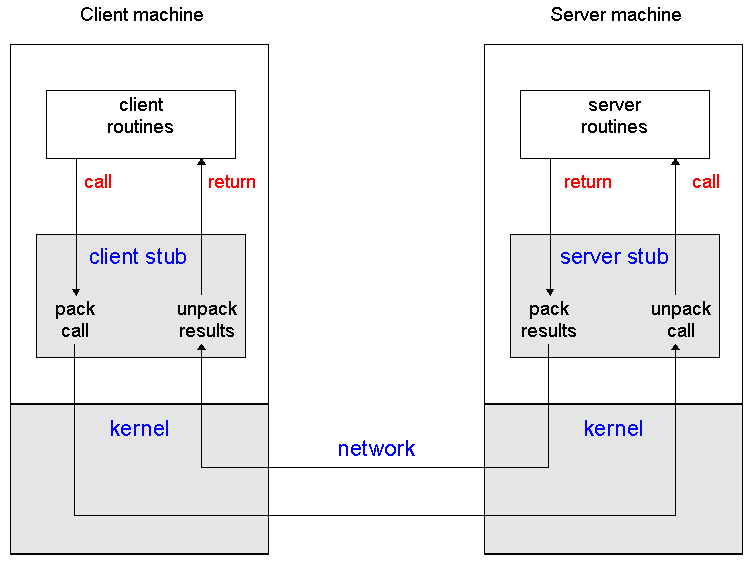 Client machine
Server machine
client
routines
server
routines
call
return
return
call
client stub
server stub
pack
call
unpack
results
pack
results
unpack
call
kernel
kernel
network